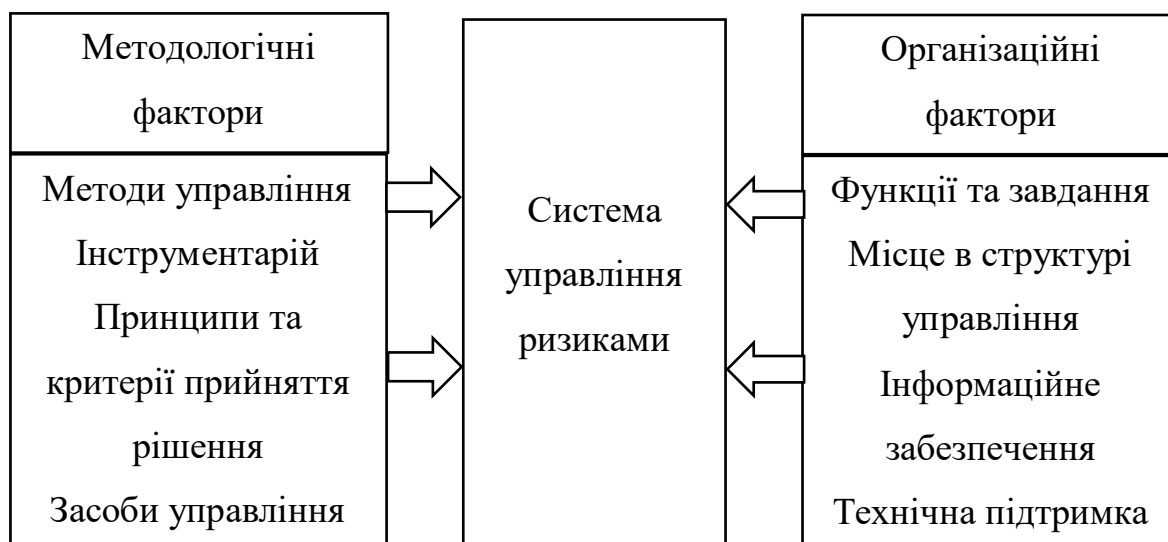 Методологічні
фактори
Методи управління
Інструментарій
Принципи та
критерії прийняття
рішення
Засоби управління
Система
управління
ризиками
Організаційні
фактори
Функції та завдання
Місце в структурі
управління
Інформаційне
забезпечення
Технічна підтримка